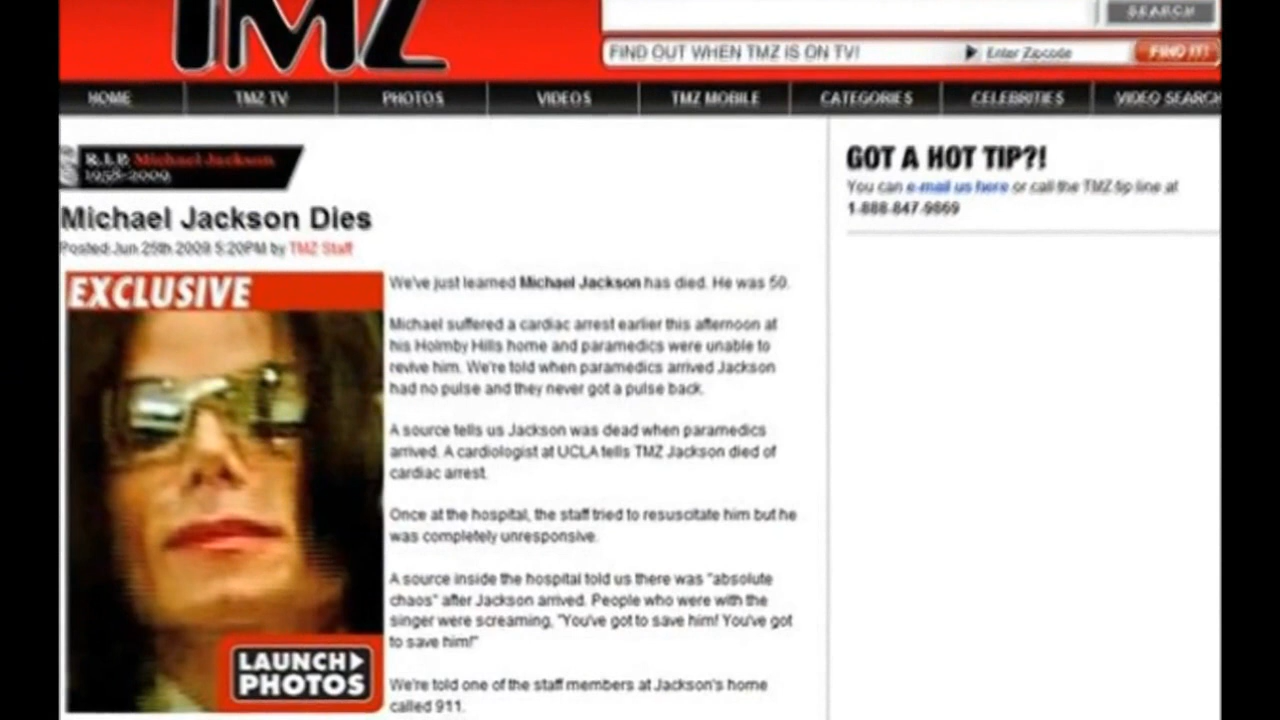 TMZ
SEARCH
FIND OUT WHEN TMZ IS ON TV!
Enter Zipcode
FIND IT!
HOME
TMZ TV
PHOTOS
VIDEOS
TMZ MOBILE
CATEGORIES
CELEBRITIES
VIDEO SEARCH
R.I.P. Michael Jackson
1958-2009
Michael Jackson Dies
Posted Jun 25th 2009 5:20PM by TMZ Staff
EXCLUSIVE
LAUNCH
PHOTOS
We've just learned Michael Jackson has died. He was 50.
Michael suffered a cardiac arrest earlier this afternoon at
his Holmby Hills home and paramedics were unable to
revive him. We're told when paramedics arrived Jackson
had no pulse and they never got a pulse back.
A source tells us Jackson was dead when paramedics
arrived. A cardiologist at UCLA tells TMZ Jackson died of
cardiac arrest.
Once at the hospital, the staff tried to resuscitate him but he
was completely unresponsive.
A source inside the hospital told us there was "absolute
chaos" after Jackson arrived. People who were with the
singer were screaming, "You've got to save him! You've got
to save him!"
We're told one of the staff members at Jackson's home
called 911.
GOT A HOT TIP?!
You can e-mail us here or call the TMZ tip line at
1-888-847-9869